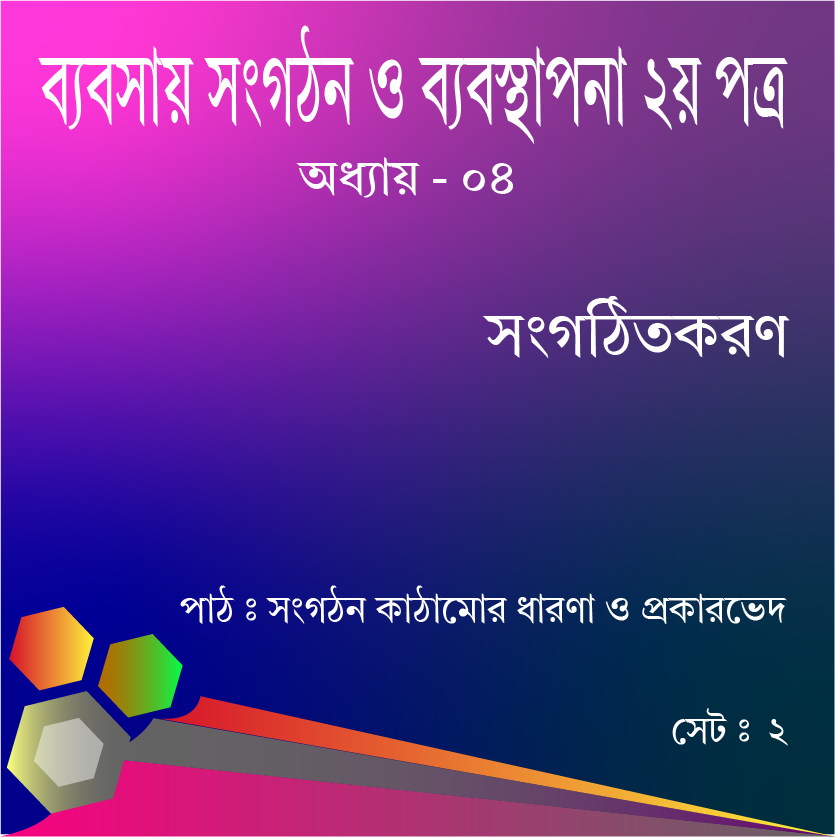 ব্যবসায় সংগঠন ও ব্যবস্থাপনা ২য় পত্র
অধ্যায় - ০৪
সংগঠিতকরণ
পাঠ ঃ সংগঠন কাঠামোর ধারণা ও প্রকারভেদ
সেট ঃ ২